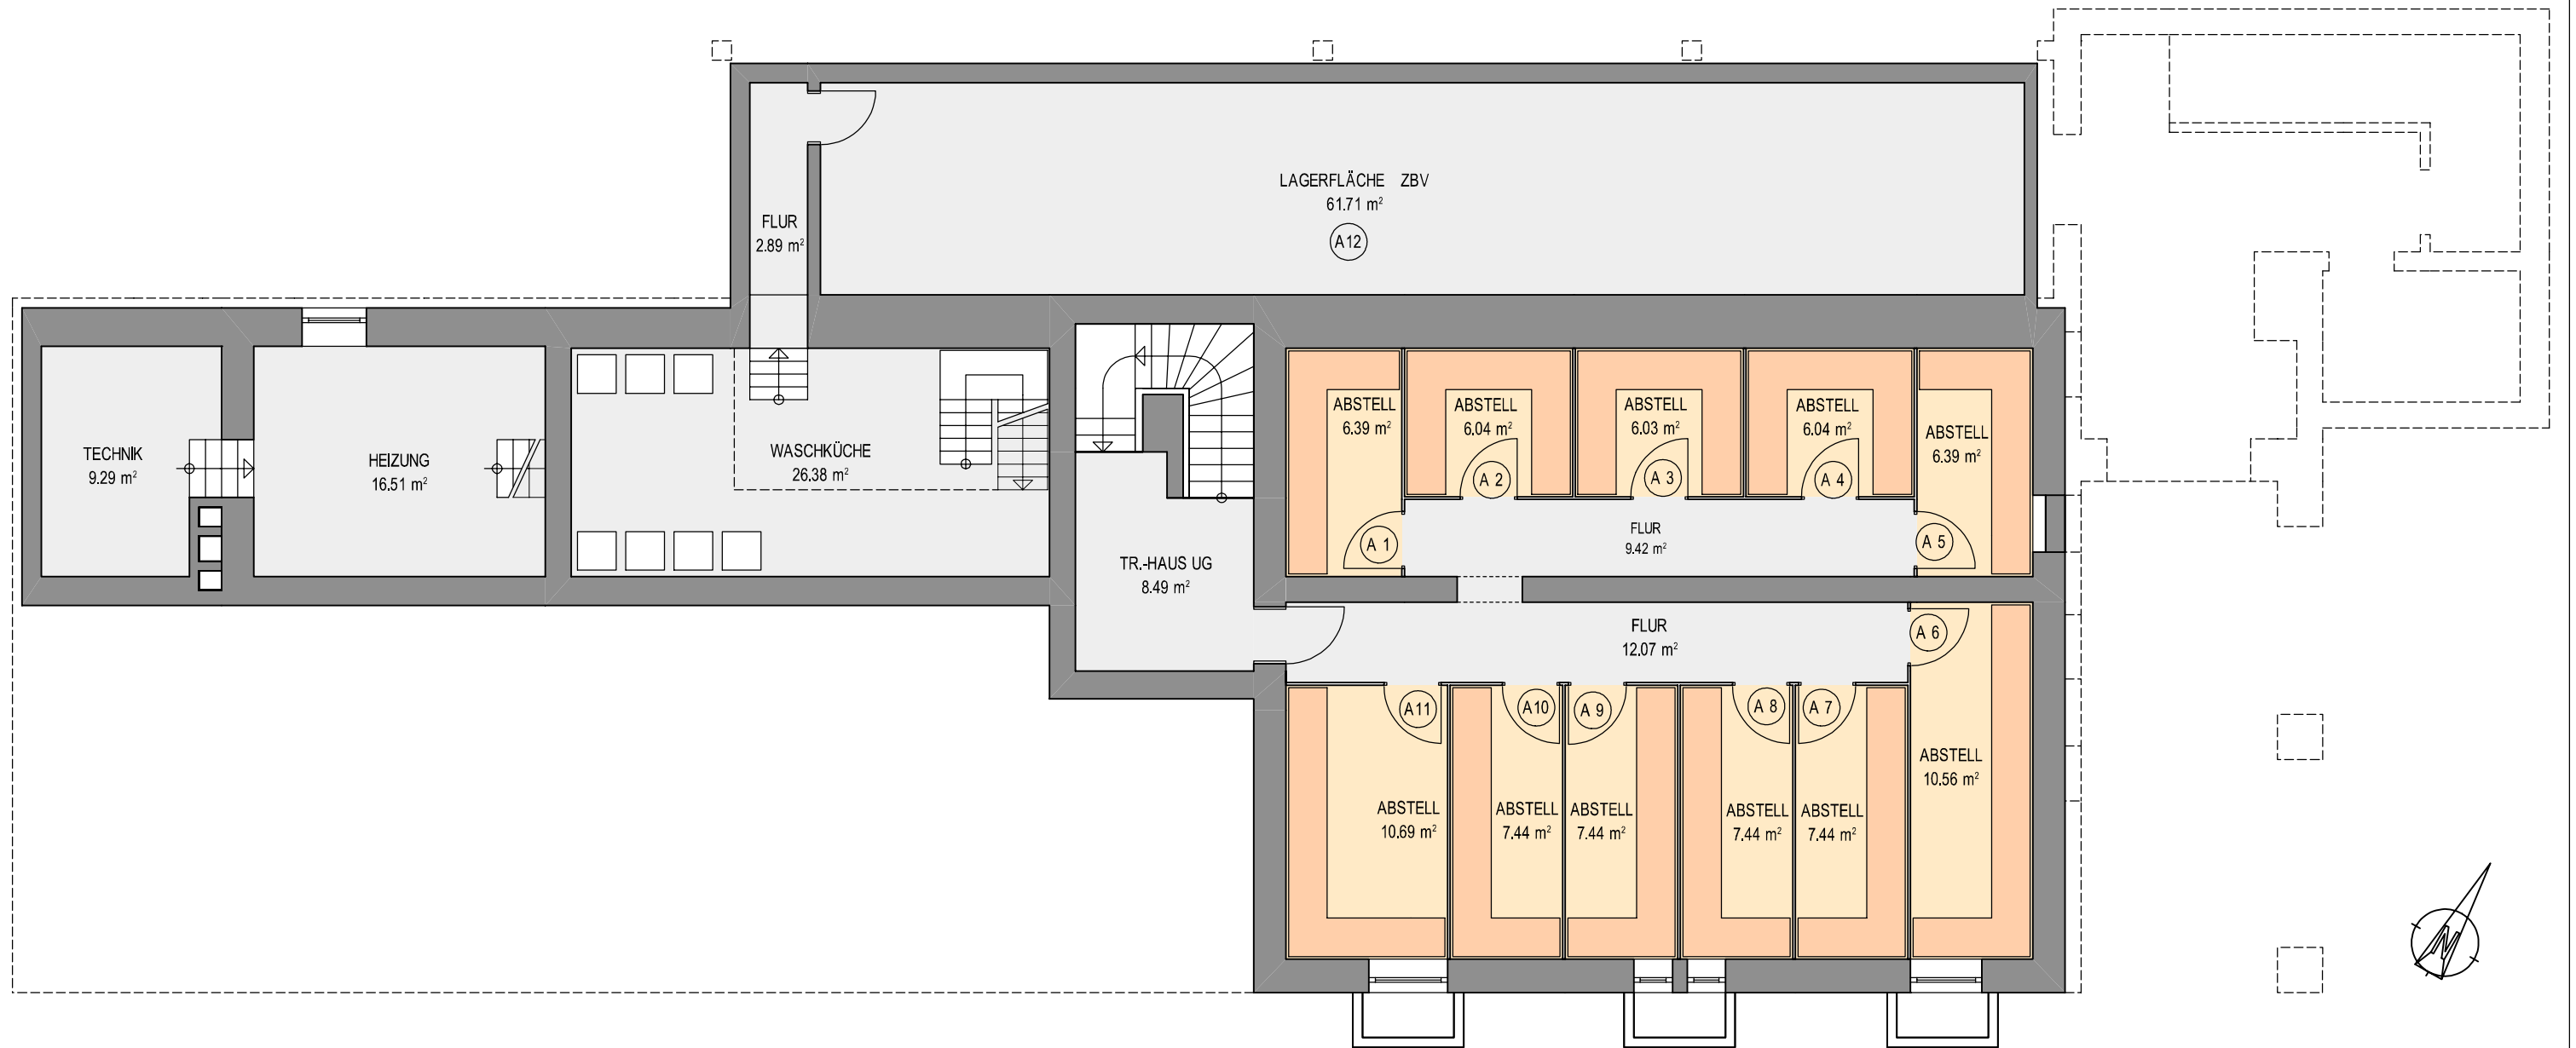 LAGERFLÄCHE ZBV
61.71 m²
A12
FLUR
2.89 m²
TECHNIK
9.29 m²
HEIZUNG
16.51 m²
WASCHKÜCHE
26.38 m²
TR.-HAUS UG
8.49 m²
ABSTELL
6.39 m²
A 1
ABSTELL
6.04 m²
A 2
ABSTELL
6.03 m²
A 3
ABSTELL
6.04 m²
A 4
ABSTELL
6.39 m²
A 5
FLUR
9.42 m²
FLUR
12.07 m²
A 6
ABSTELL
10.56 m²
A11
ABSTELL
10.69 m²
A10
ABSTELL
7.44 m²
A 9
ABSTELL
7.44 m²
A 8
ABSTELL
7.44 m²
A 7
ABSTELL
7.44 m²
N